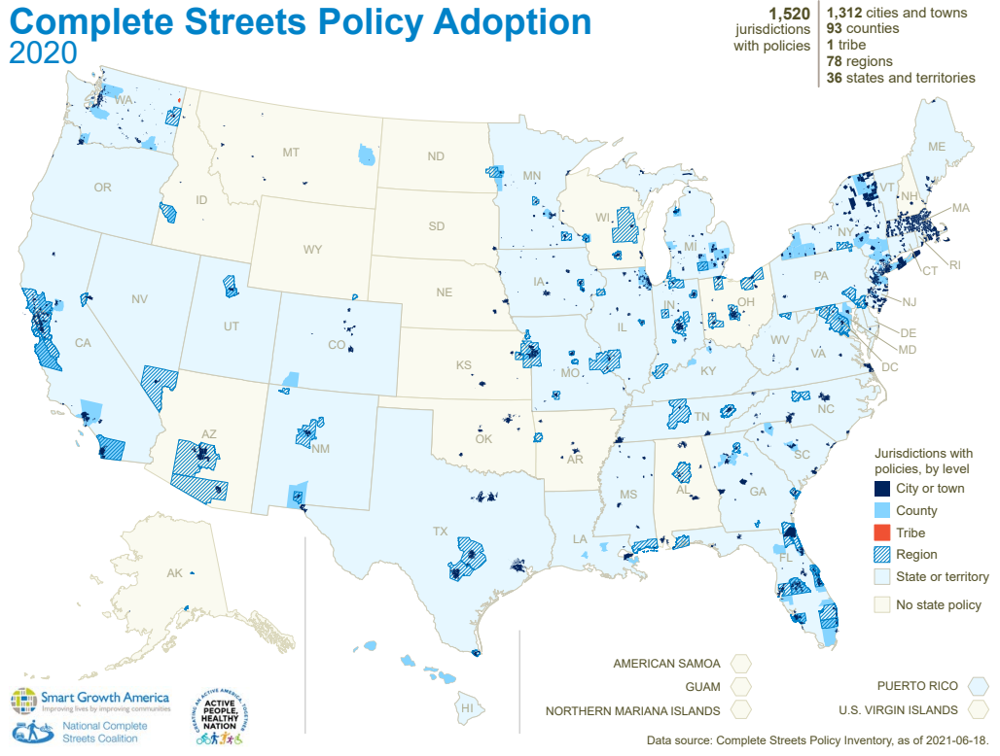 Complete Streets Policy Adoption
2020
1,520
jurisdictions
with policies
1,312 cities and towns
93 counties
1 tribe
78 regions
36 states and territories
WA
MT
ND
MN
ME
OR
ID
SD
WI
VT
NH
MA
WY
MI
NY
NV
UT
NE
IA
PA
RI
CT
NJ
CA
CO
IL
IN
OH
DE
MD
DC
KS
MO
WV
VA
KY
AZ
NM
OK
AR
TN
NC
SC
MS
AL
GA
TX
LA
FL
AK
HI
Jurisdictions with
policies, by level
City or town
County
Tribe
Region
State or territory
No state policy
AMERICAN SAMOA
GUAM
NORTHERN MARIANA ISLANDS
PUERTO RICO
U.S. VIRGIN ISLANDS
Smart Growth America
Improving lives by improving communities
National Complete
Streets Coalition
CREATING AN ACTIVE AMERICA, TOGETHER
ACTIVE
PEOPLE,
HEALTHY
NATION
Data source: Complete Streets Policy Inventory, as of 2021-06-18.